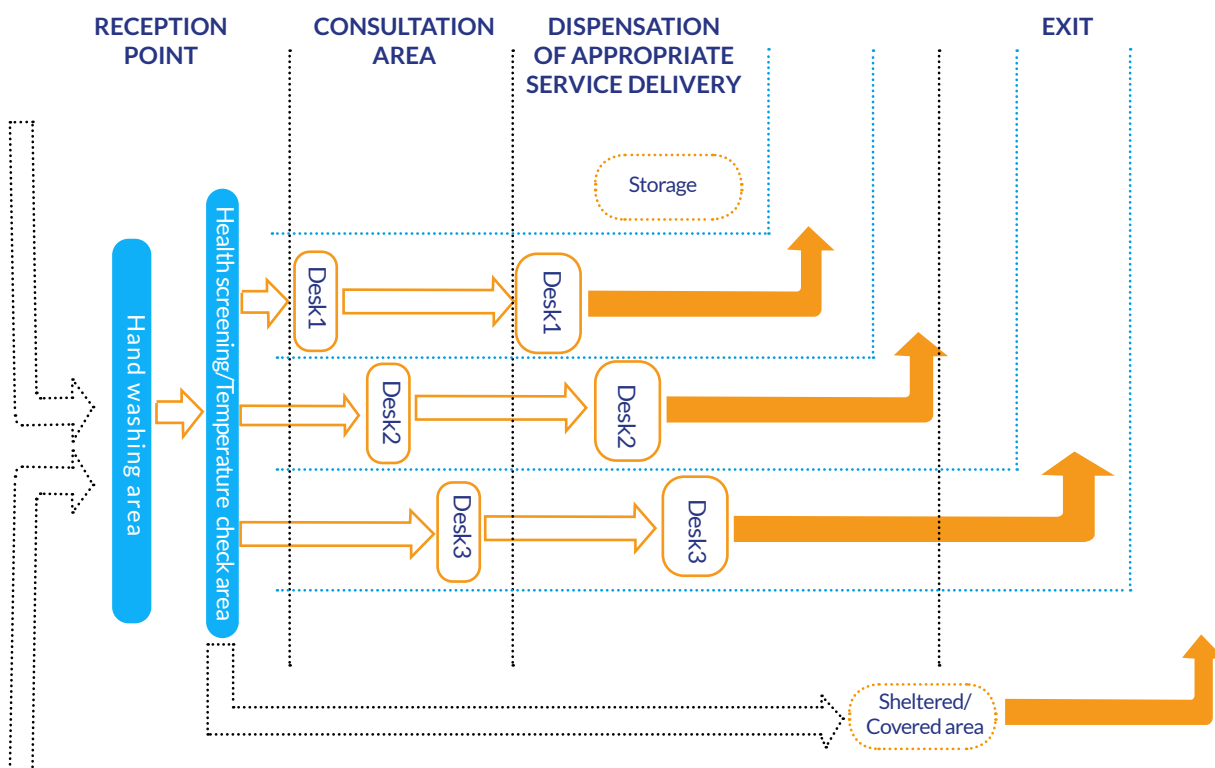 RECEPTION
POINT
CONSULTATION
AREA
DISPENSATION
OF APPROPRIATE
SERVICE DELIVERY
EXIT
Storage
Hand washing area
Health screening/Temperature check area
Desk1
Desk1
Desk2
Desk2
Desk3
Desk3
Sheltered/
Covered area